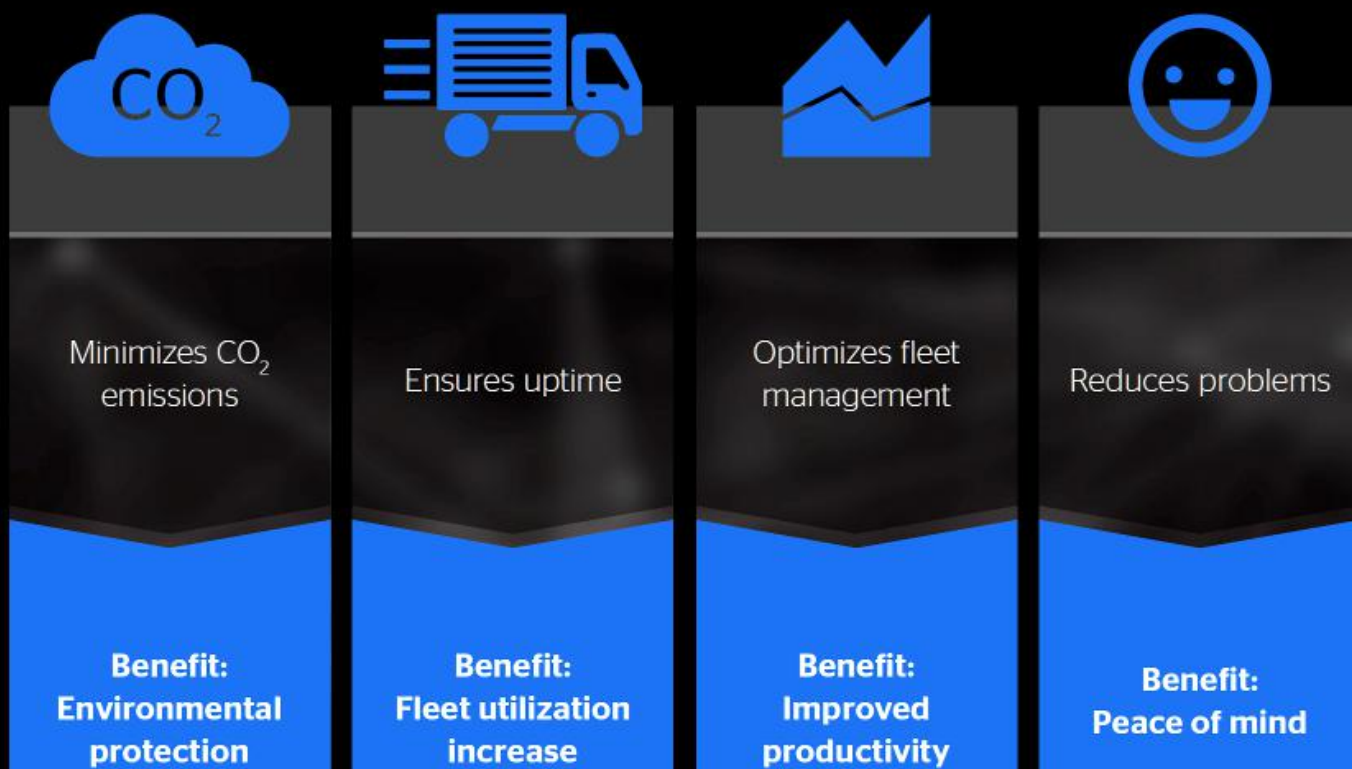 CO₂
Minimizes CO₂
emissions
Ensures uptime
Optimizes fleet
management
Reduces problems
Benefit:
Environmental
protection
Benefit:
Fleet utilization
increase
Benefit:
Improved
productivity
Benefit:
Peace of mind